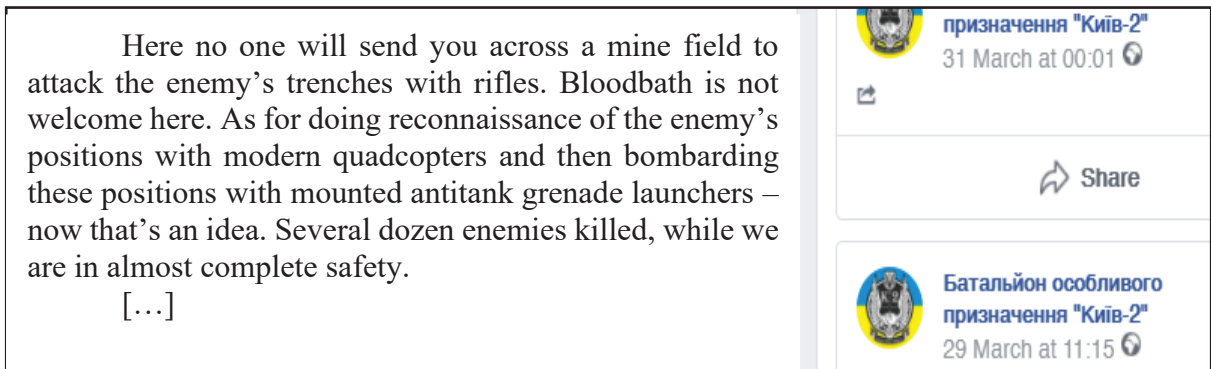 Here no one will send you across a mine field to
attack the enemy's trenches with rifles. Bloodbath is not
welcome here. As for doing reconnaissance of the enemy's
positions with modern quadcopters and then bombarding
these positions with mounted antitank grenade launchers –
now that's an idea. Several dozen enemies killed, while we
are in almost complete safety.
[…]
призначення "Київ-2"
31 March at 00:01
Share
Батальйон особливого
призначення "Київ-2"
29 March at 11:15